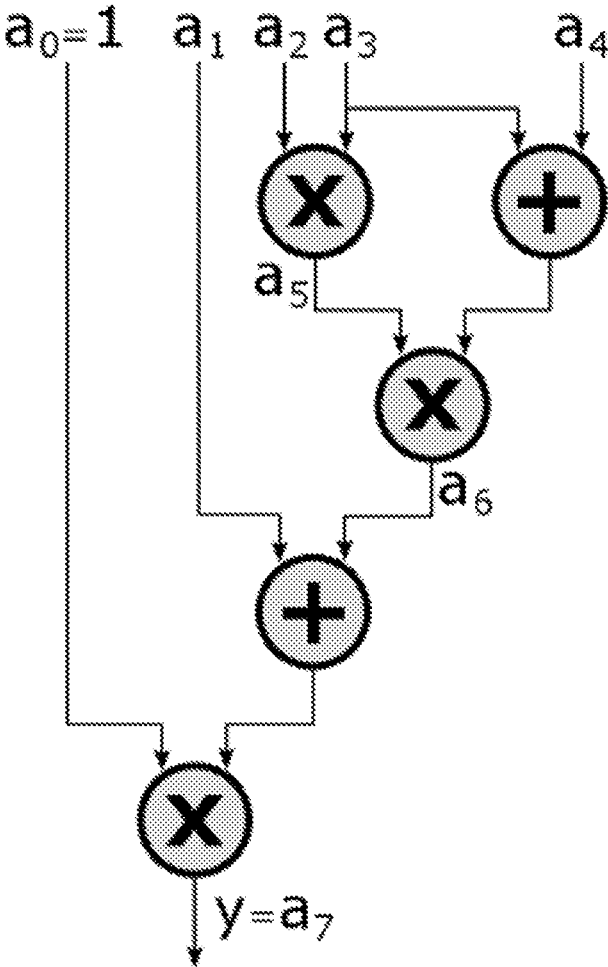 a₀=1 a₁ a₂ a₃ a₄
× +
a₅
×
a₆
+
×
y=a₇